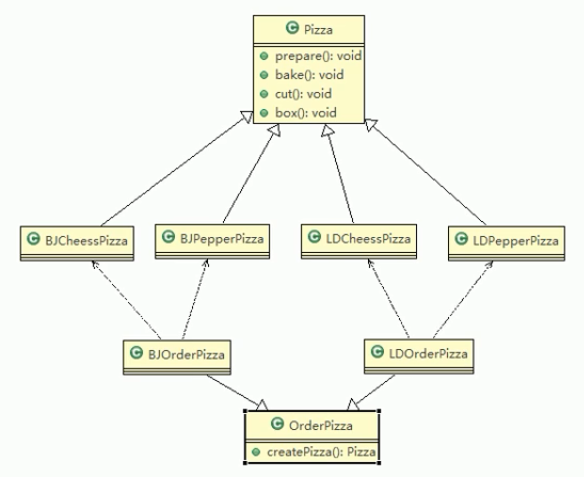 Pizza
prepare(): void
bake(): void
cut(): void
box(): void
BJCheessPizza
BJPepperPizza
LDCheessPizza
LDPepperPizza
BJOrderPizza
LDOrderPizza
OrderPizza
createPizza(): Pizza